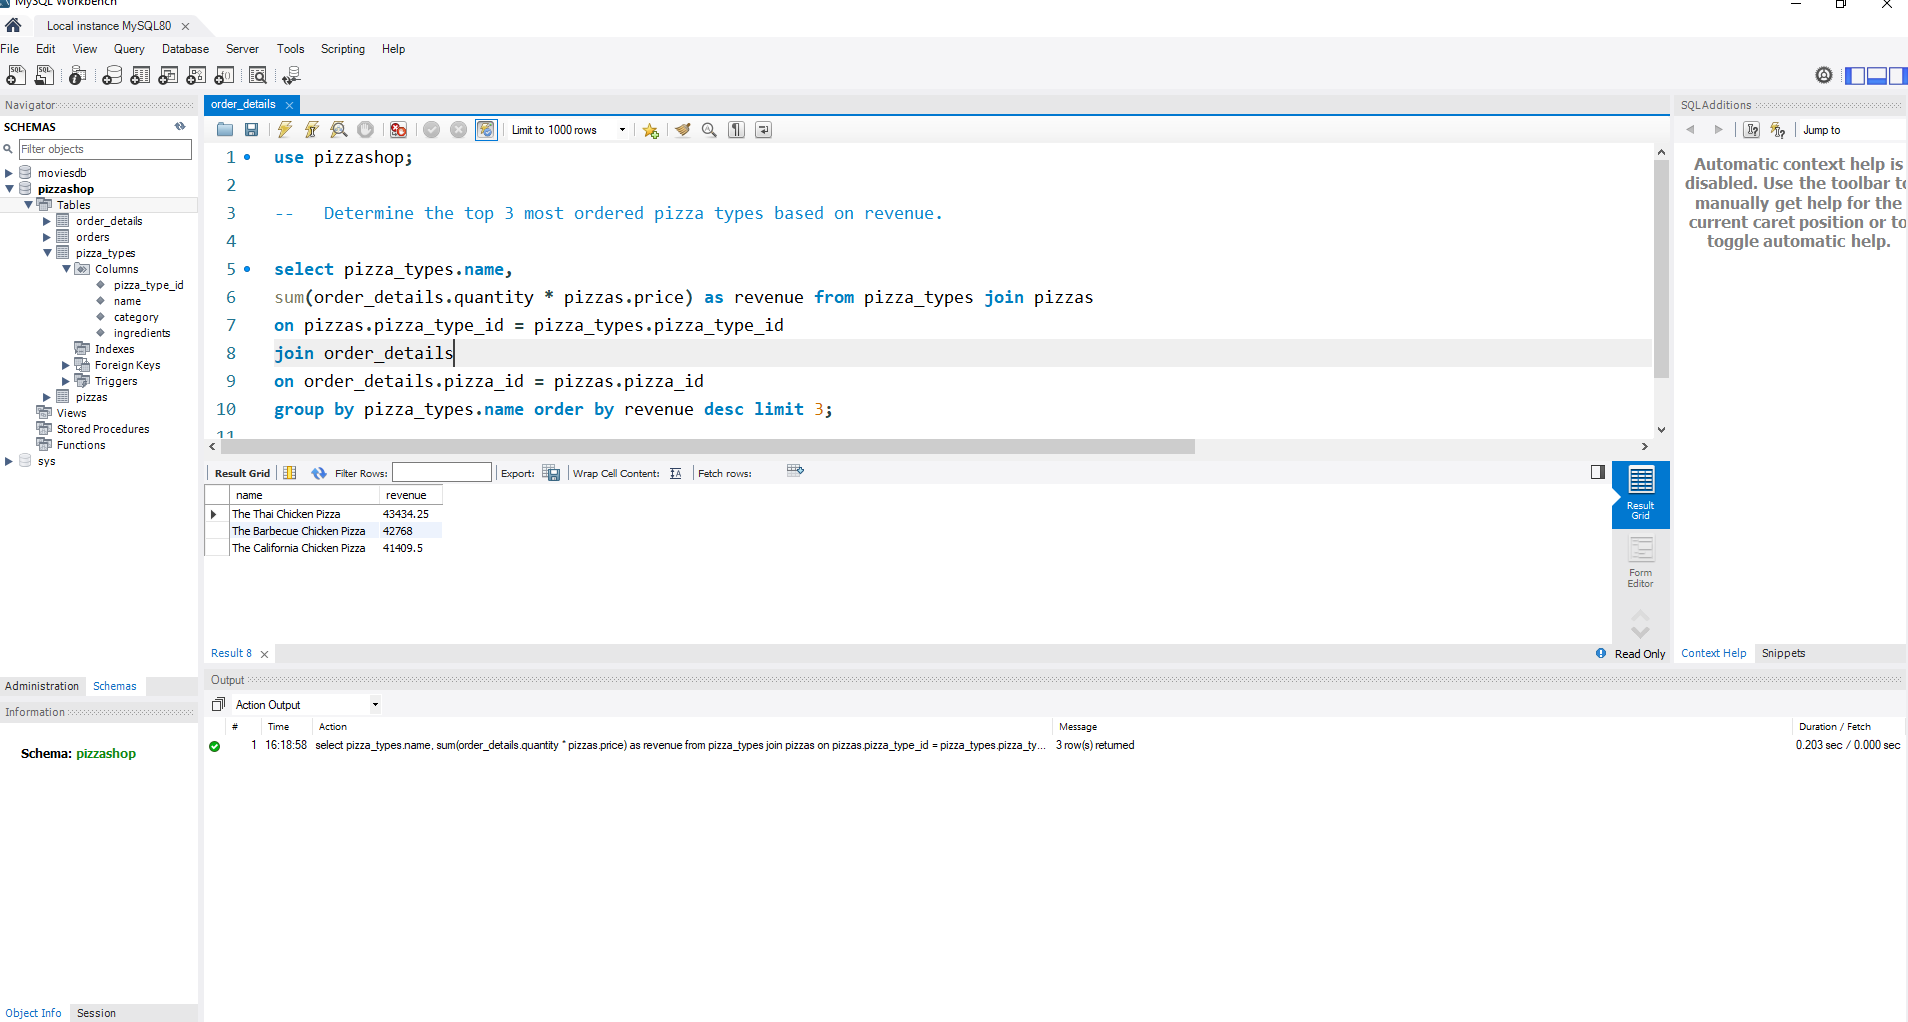 MySQL Workbench
Local instance MySQL80
File Edit View Query Database Server Tools Scripting Help
Navigator
SCHEMAS
Filter objects
moviesdb
pizzashop
Tables
order_details
orders
pizza_types
Columns
pizza_type_id
name
category
ingredients
Indexes
Foreign Keys
Triggers
pizzas
Views
Stored Procedures
Functions
sys
Administration Schemas
Information
Schema: pizzashop
Object Info Session
order_details
Limit to 1000 rows
1 use pizzashop;
2
3 -- Determine the top 3 most ordered pizza types based on revenue.
4
5 select pizza_types.name,
6 sum(order_details.quantity * pizzas.price) as revenue from pizza_types join pizzas
7 on pizzas.pizza_type_id = pizza_types.pizza_type_id
8 join order_details
9 on order_details.pizza_id = pizzas.pizza_id
10 group by pizza_types.name order by revenue desc limit 3;
11
Result Grid Filter Rows: Export: Wrap Cell Content: Fetch rows:
name revenue
The Thai Chicken Pizza 43434.25
The Barbecue Chicken Pizza 42768
The California Chicken Pizza 41409.5
Result Grid
Form Editor
Result 8
Read Only
SQLAdditions
Jump to
Automatic context help is
disabled. Use the toolbar to
manually get help for the
current caret position or to
toggle automatic help.
Context Help Snippets
Output
Action Output
# Time Action Message Duration / Fetch
1 16:18:58 select pizza_types.name, sum(order_details.quantity * pizzas.price) as revenue from pizza_types join pizzas on pizzas.pizza_type_id = pizza_types.pizza_ty... 3 row(s) returned 0.203 sec / 0.000 sec